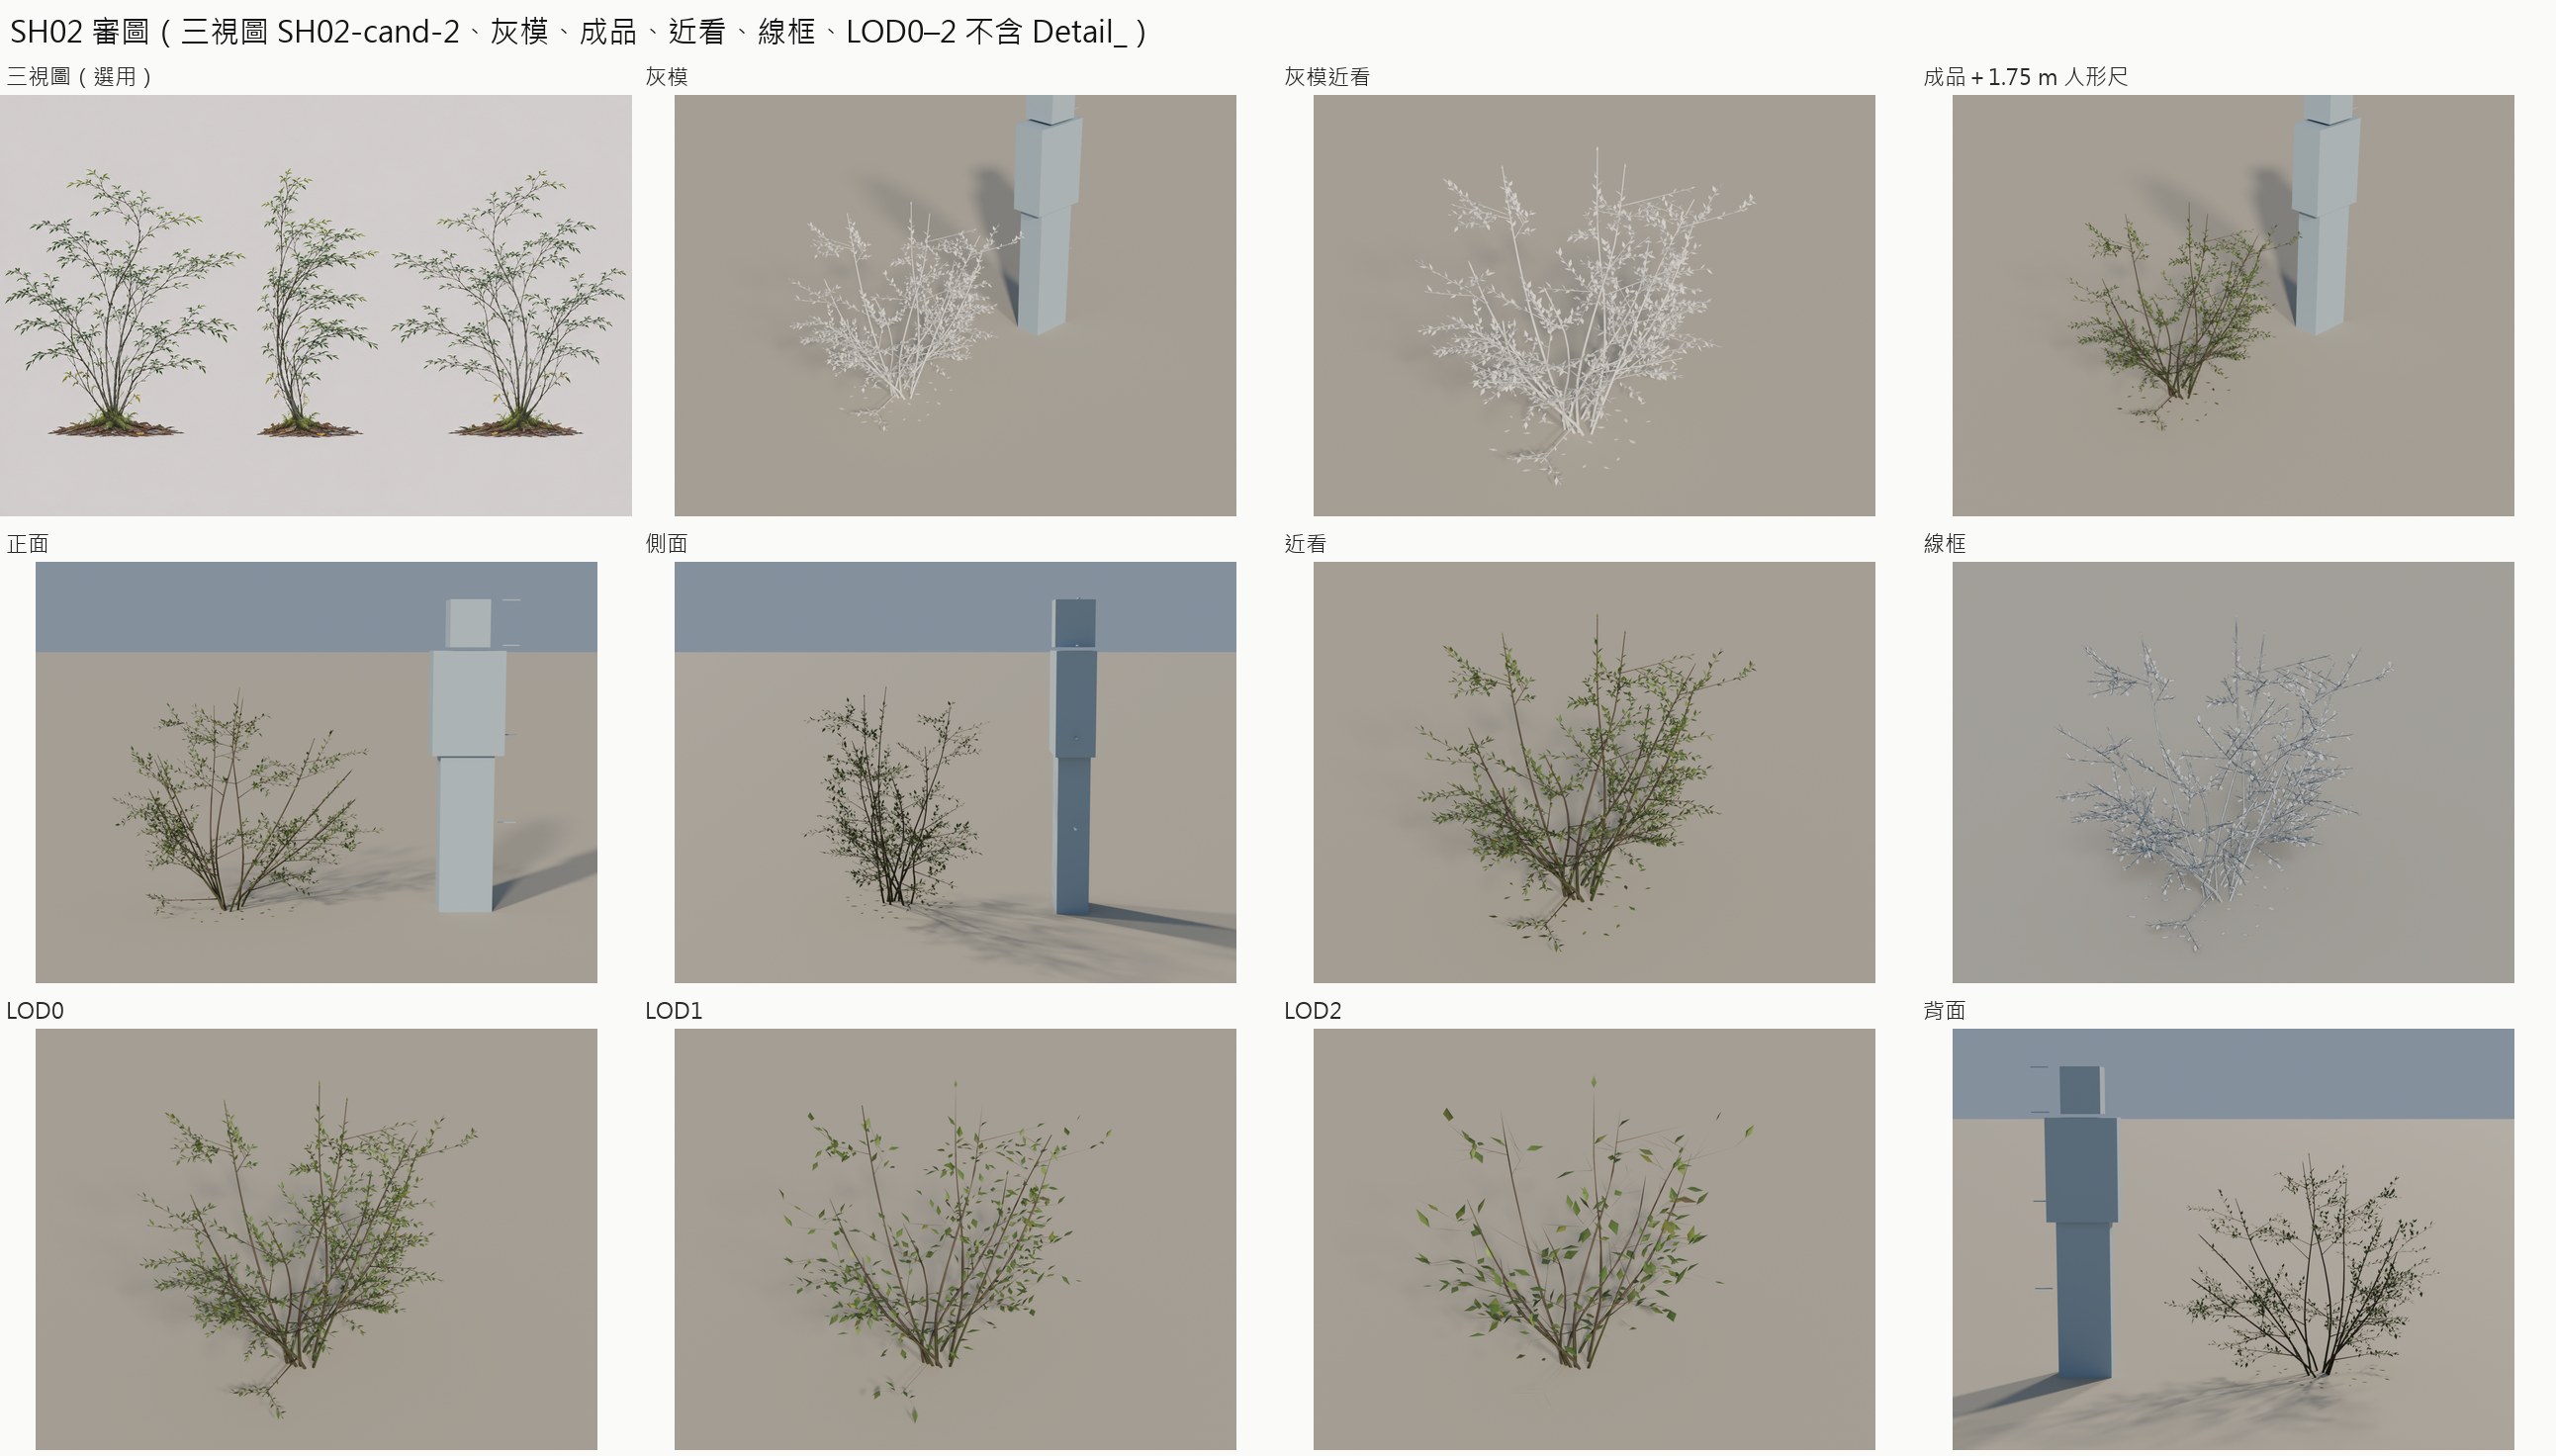 SH02 審圖 ( 三視圖 SH02-cand-2、灰模、成品、近看、線框、LOD0–2 不含 Detail_ )
三視圖 ( 選用 )
灰模
灰模近看
成品 + 1.75 m 人形尺
正面
側面
近看
線框
LOD0
LOD1
LOD2
背面